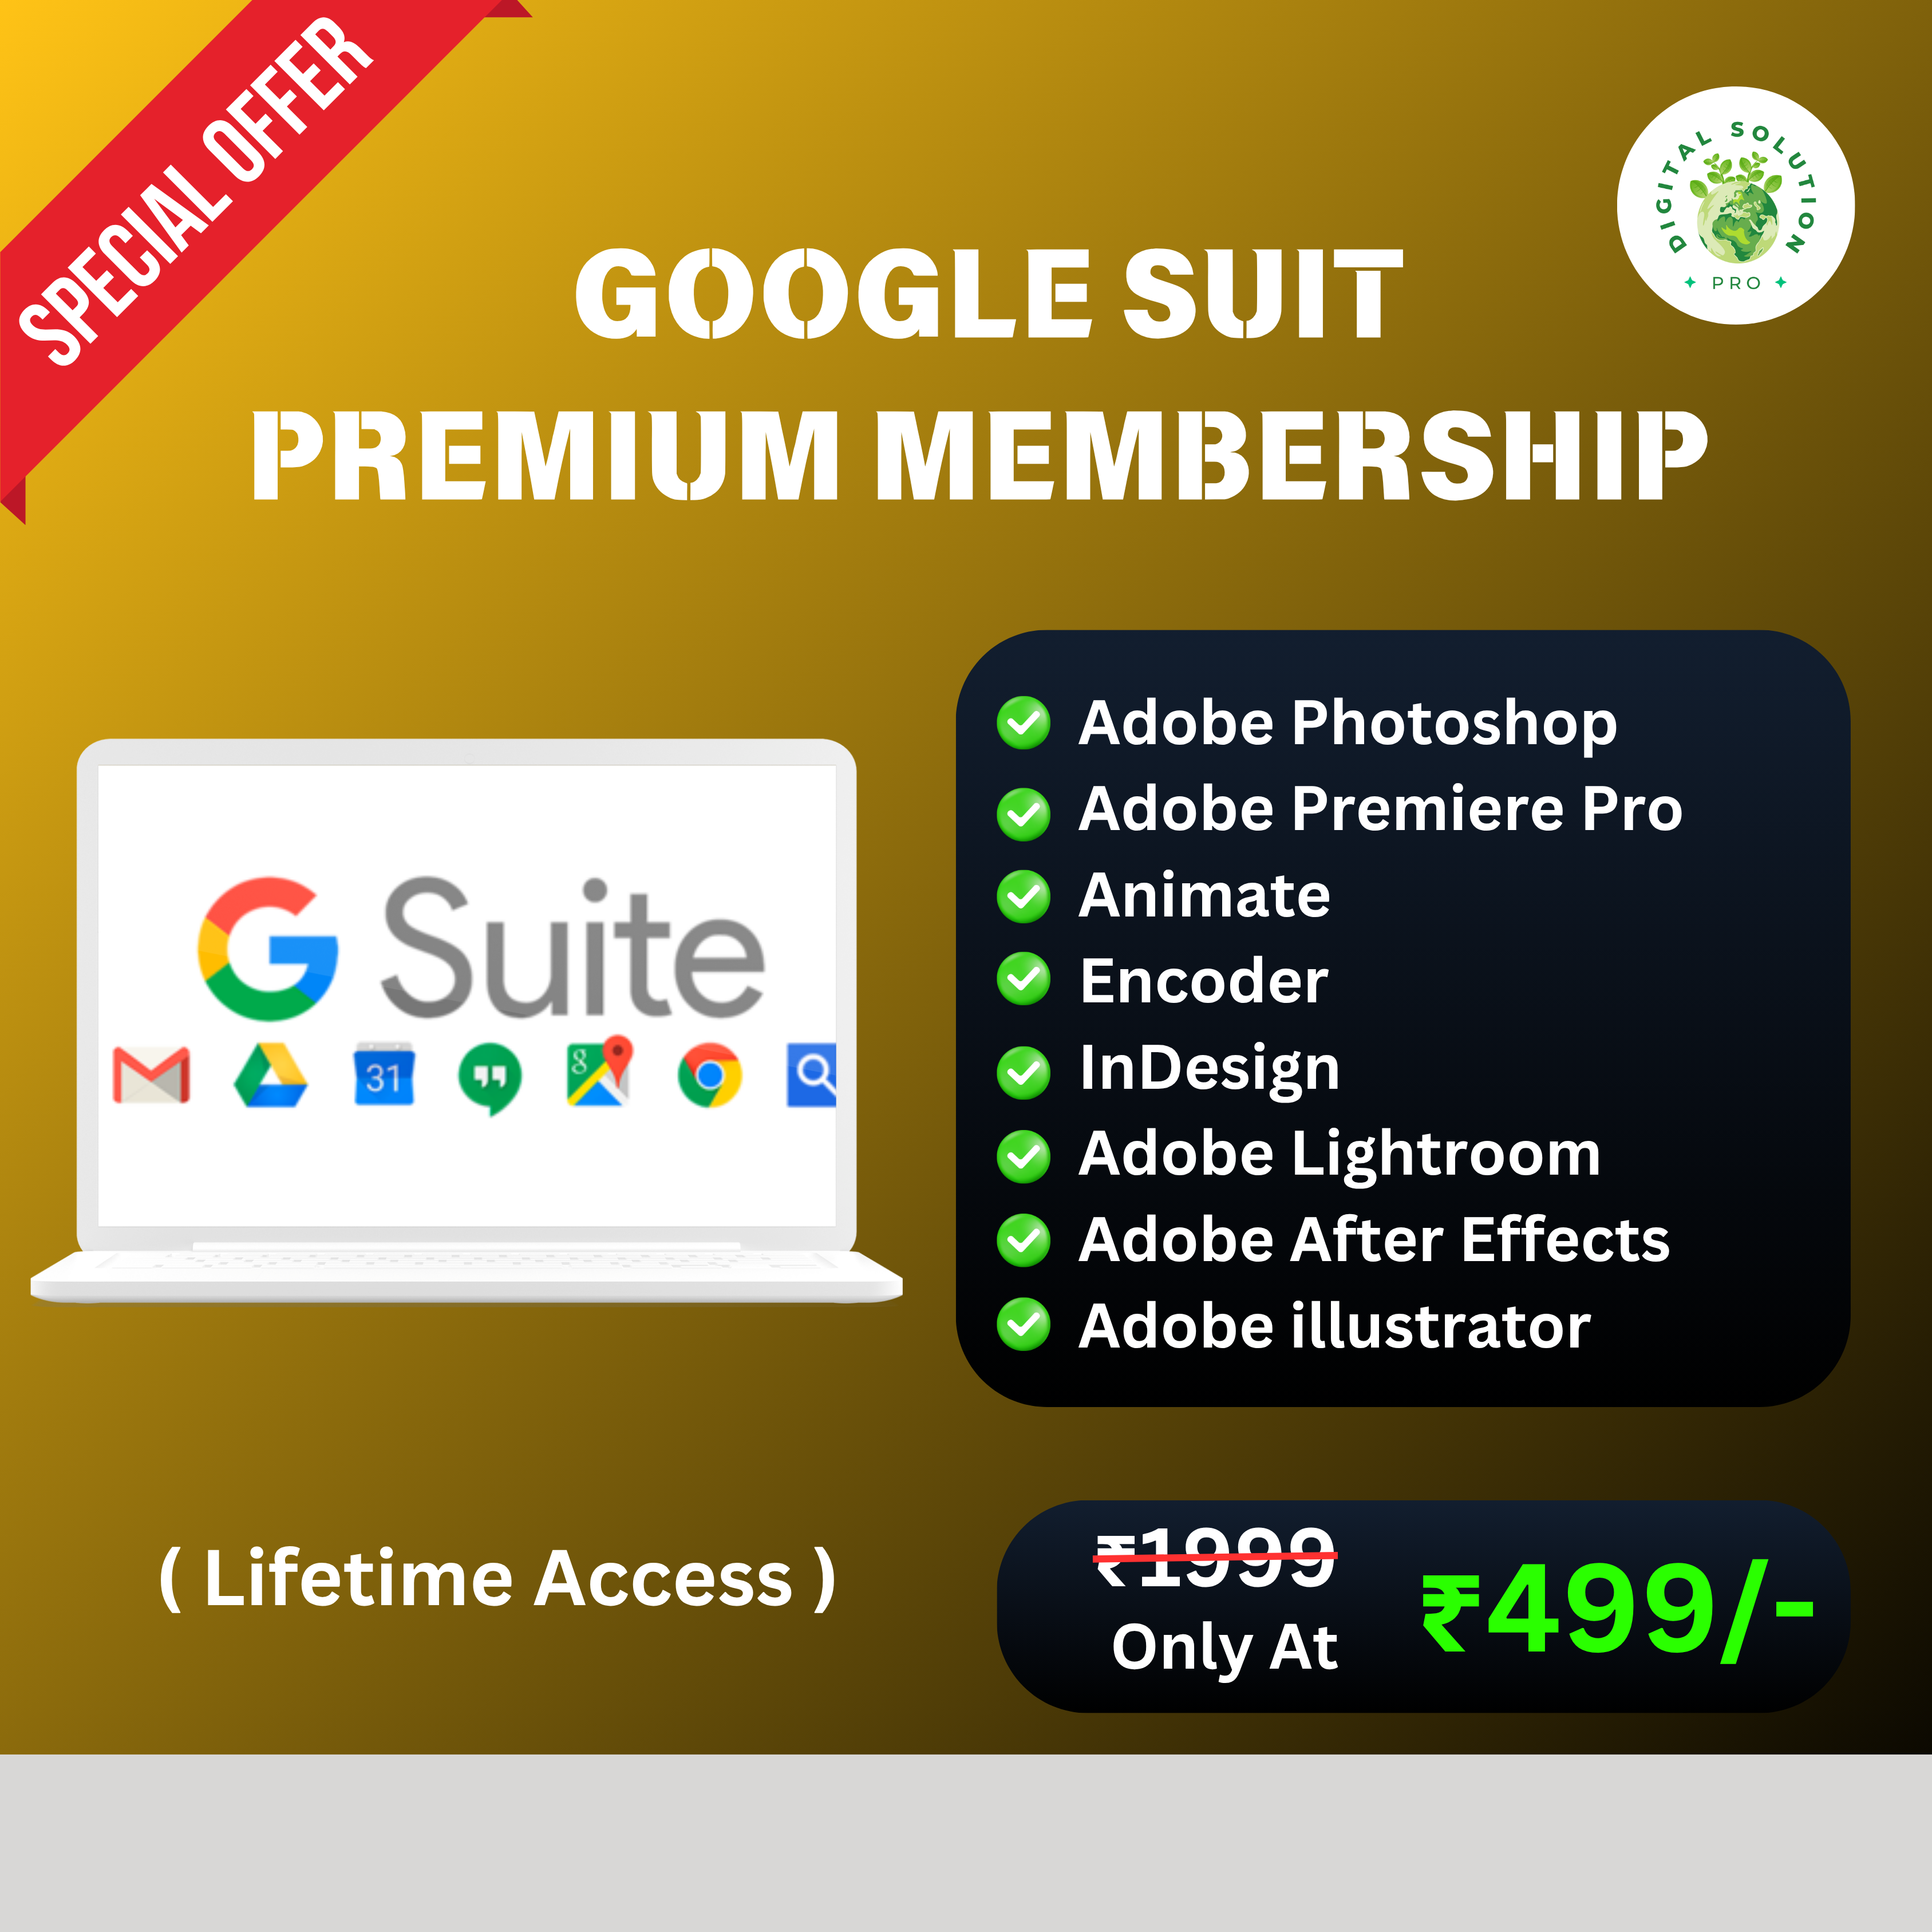 SPECIAL OFFER
DIGITAL SOLUTION
PRO
GOOGLE SUIT
PREMIUM MEMBERSHIP
G Suite
31
8
Adobe Photoshop
Adobe Premiere Pro
Animate
Encoder
InDesign
Adobe Lightroom
Adobe After Effects
Adobe illustrator
( Lifetime Access )
₹1999
Only At
₹499/-